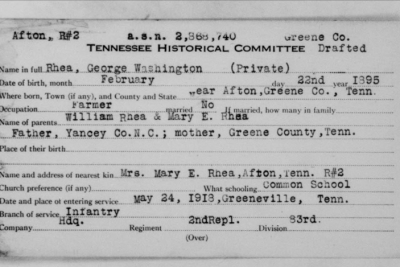 Afton, R#2 a.s.n. 2,868,740 Greene Co.
TENNESSEE HISTORICAL COMMITTEE Drafted
Name in full Rhea, George Washington (Private)
Date of birth, month February day 22nd year 1895
Where born, Town (if any), and County and State Near Afton, Greene Co., Tenn.
Occupation Farmer married No If married, how many in family
Name of parents William Rhea & Mary E. Rhea
Father, Yancey Co.N.C.; mother, Greene County, Tenn.
Place of their birth
Name and address of nearest kin Mrs. Mary E. Rhea, Afton, Tenn. R#2
Church preference (if any) What schooling Common School
Date and place of entering service May 24, 1918, Greeneville, Tenn.
Branch of service Infantry
Company Hdq. Regiment 2ndRepl. Division 83rd.
(Over)